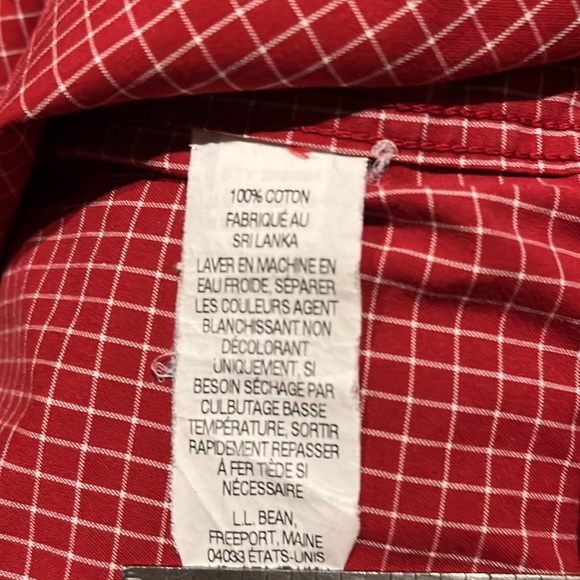 100% COTON
FABRIQUÉ AU
SRI LANKA
LAVER EN MACHINE EN
EAU FROIDE, SÉPARER
LES COULEURS AGENT
BLANCHISSANT NON
DÉCOLORANT
UNIQUEMENT, SI
BESOIN SÉCHAGE PAR
CULBUTAGE BASSE
TEMPÉRATURE, SORTIR
RAPIDEMENT REPASSER
À FER TIÈDE SI
NÉCESSAIRE
L.L. BEAN,
FREEPORT, MAINE
04033 ÉTATS-UNIS